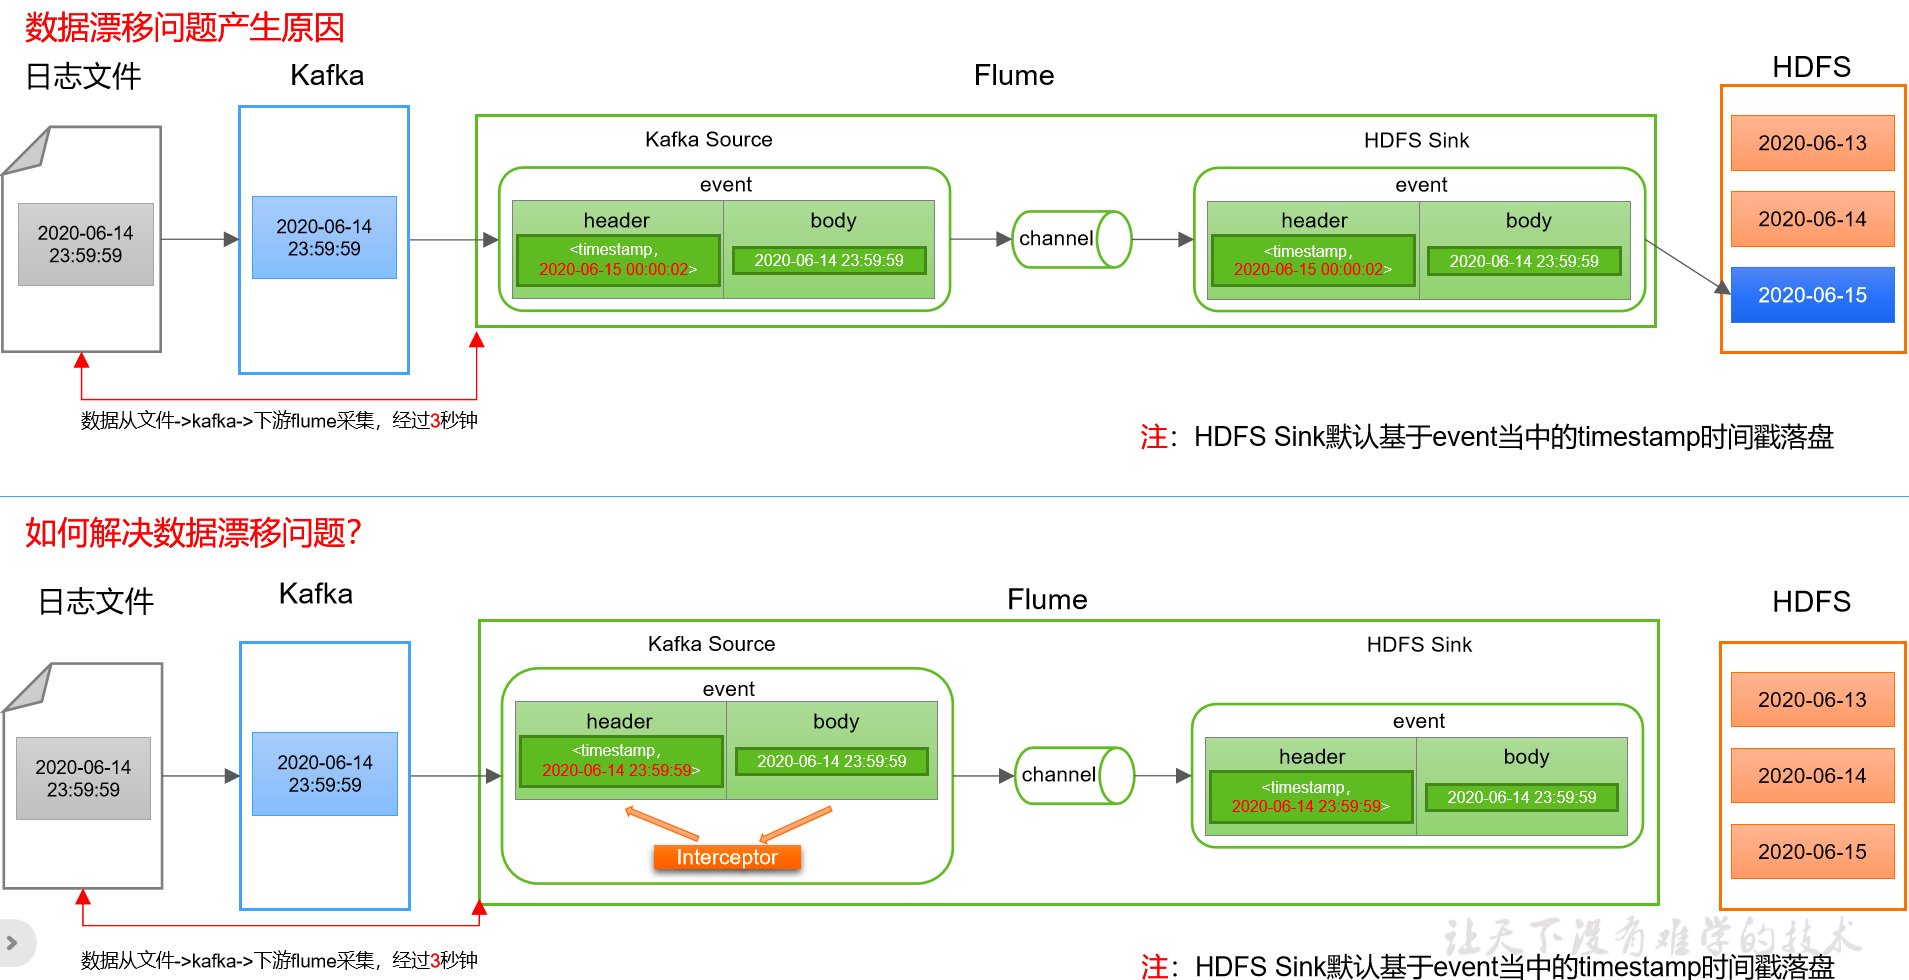 数据漂移问题产生原因
日志文件
Kafka
Flume
HDFS
Kafka Source
HDFS Sink
event
header
body
<timestamp,
2020-06-15 00:00:02>
2020-06-14 23:59:59
channel
event
header
body
<timestamp,
2020-06-15 00:00:02>
2020-06-14 23:59:59
2020-06-14
23:59:59
2020-06-14
23:59:59
2020-06-13
2020-06-14
2020-06-15
数据从文件->kafka->下游flume采集，经过3秒钟
注：HDFS Sink默认基于event当中的timestamp时间戳落盘
如何解决数据漂移问题？
日志文件
Kafka
Flume
HDFS
Kafka Source
HDFS Sink
event
header
body
<timestamp,
2020-06-14 23:59:59>
2020-06-14 23:59:59
Interceptor
channel
event
header
body
<timestamp,
2020-06-14 23:59:59>
2020-06-14 23:59:59
2020-06-14
23:59:59
2020-06-14
23:59:59
2020-06-13
2020-06-14
2020-06-15
让天下没有难学的技术
数据从文件->kafka->下游flume采集，经过3秒钟
注：HDFS Sink默认基于event当中的timestamp时间戳落盘